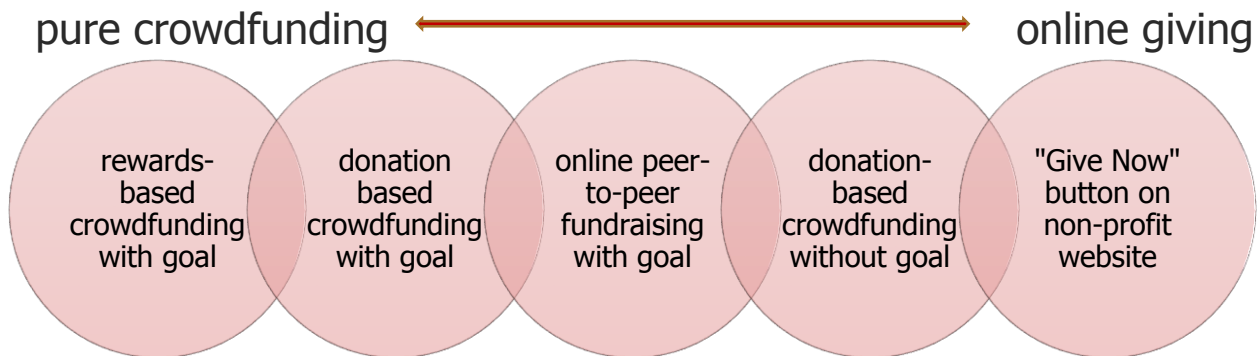 pure crowdfunding
online giving
rewards-
based
crowdfunding
with goal
donation
based
crowdfunding
with goal
online peer-
to-peer
fundraising
with goal
donation-
based
crowdfunding
without goal
"Give Now"
button on
non-profit
website